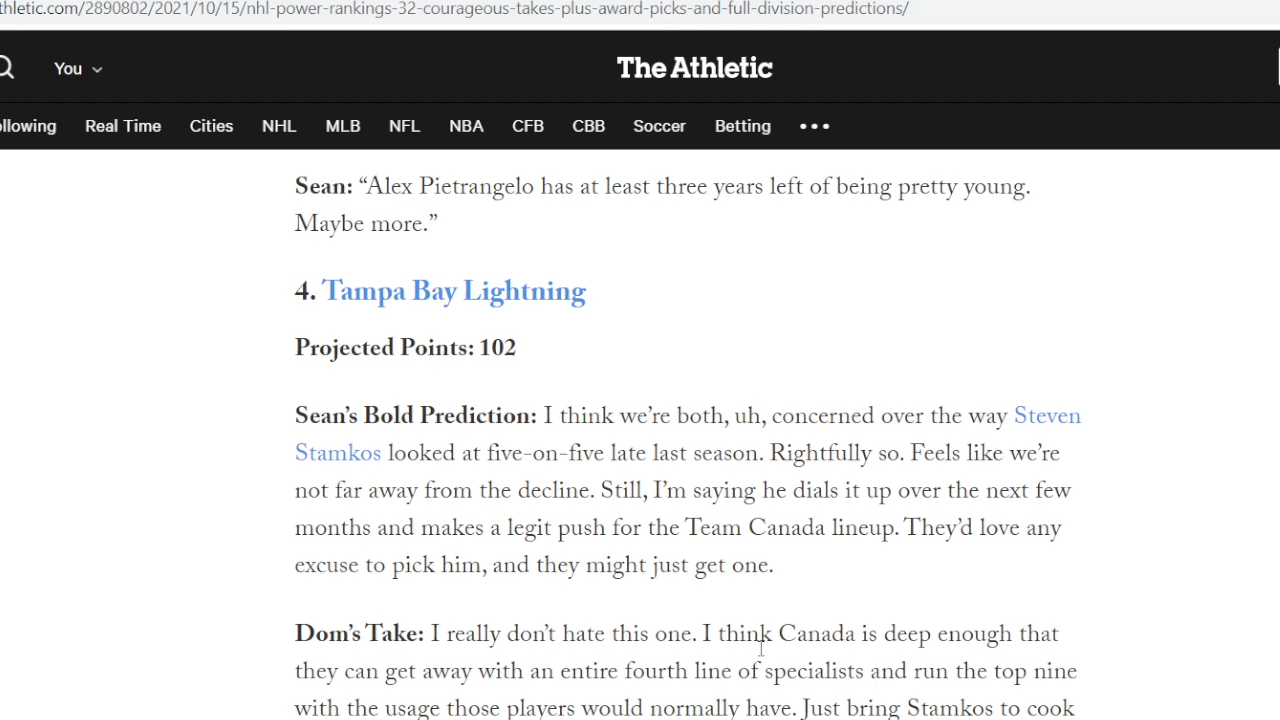 thletic.com/2890802/2021/10/15/nhl-power-rankings-32-courageous-takes-plus-award-picks-and-full-division-predictions/
You
The Athletic
ollowing Real Time Cities NHL MLB NFL NBA CFB CBB Soccer Betting
Sean: “Alex Pietrangelo has at least three years left of being pretty young.
Maybe more.”
4. Tampa Bay Lightning
Projected Points: 102
Sean’s Bold Prediction: I think we’re both, uh, concerned over the way Steven
Stamkos looked at five-on-five late last season. Rightfully so. Feels like we’re
not far away from the decline. Still, I’m saying he dials it up over the next few
months and makes a legit push for the Team Canada lineup. They’d love any
excuse to pick him, and they might just get one.
Dom’s Take: I really don’t hate this one. I think Canada is deep enough that
they can get away with an entire fourth line of specialists and run the top nine
with the usage those players would normally have. Just bring Stamkos to cook